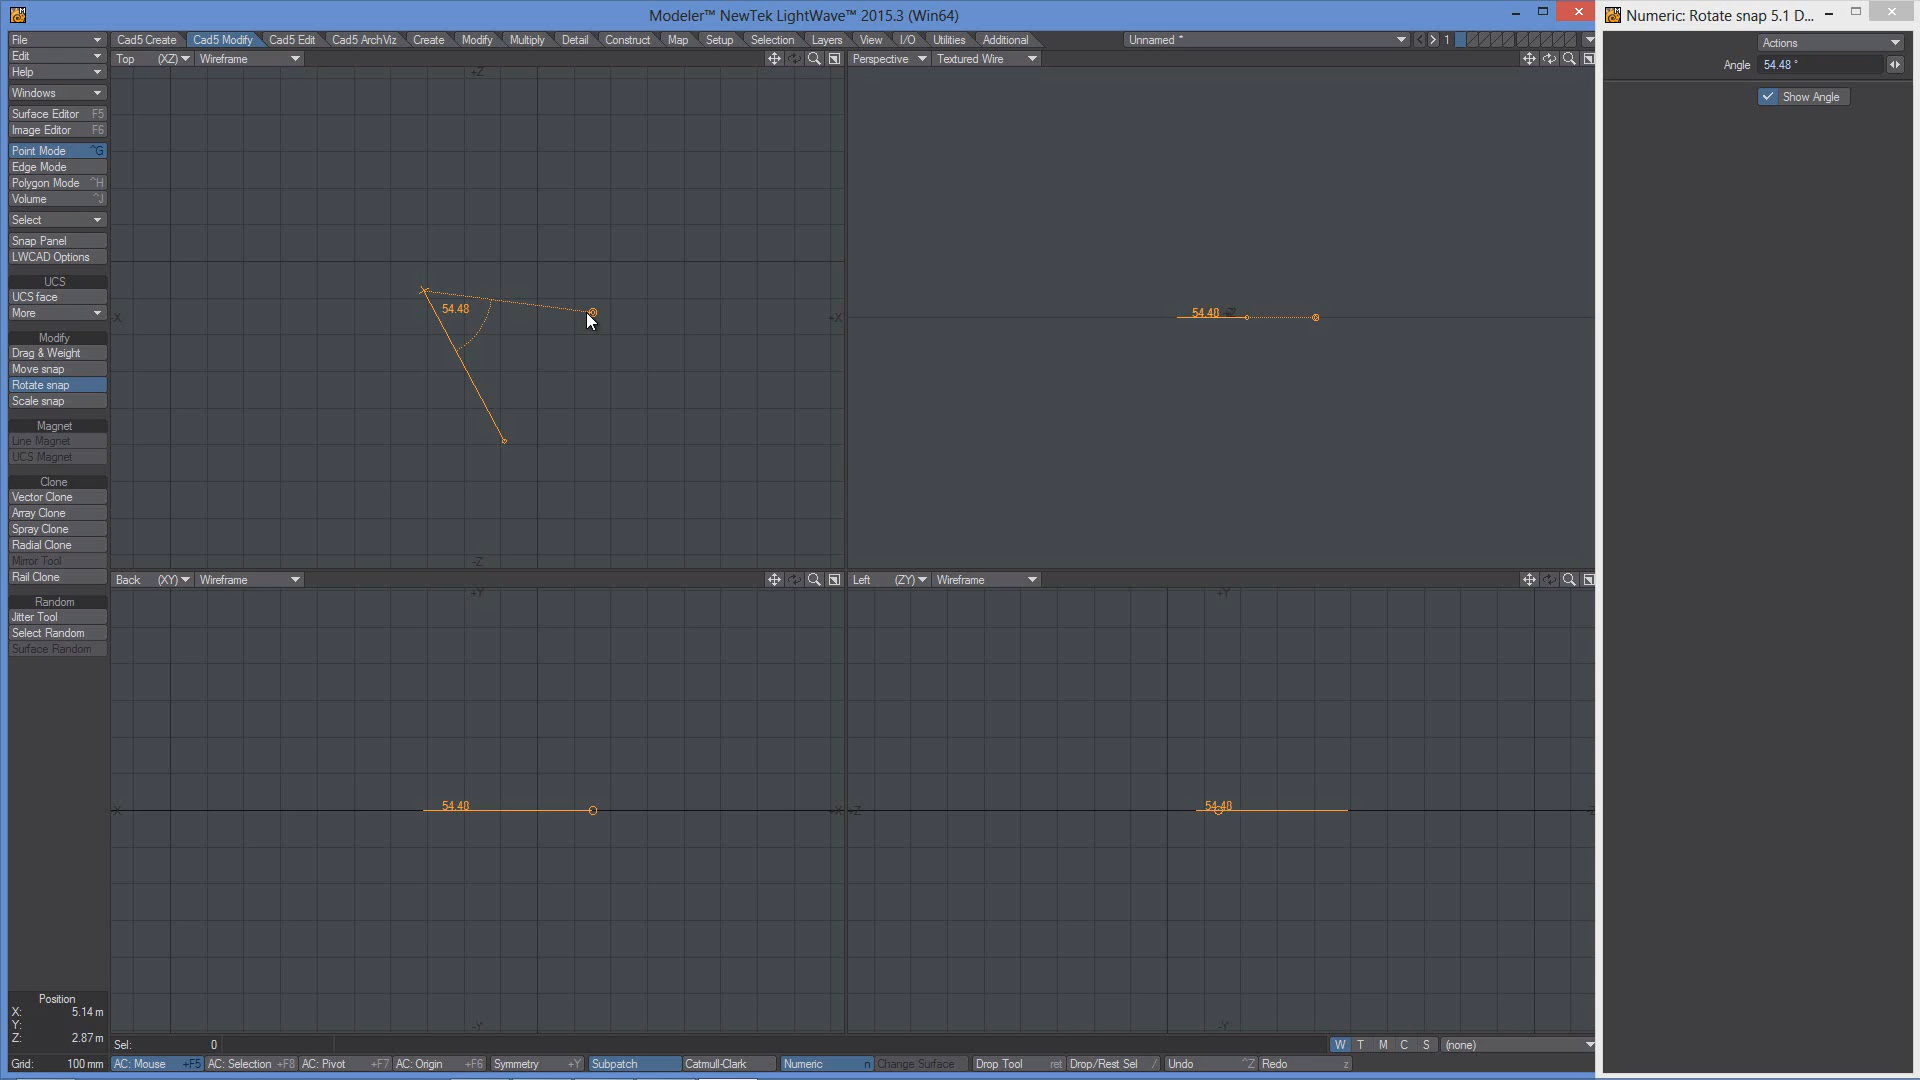 Modeler™ NewTek LightWave™ 2015.3 (Win64)
Numeric: Rotate snap 5.1 D...
File
Cad5 Create Cad5 Modify Cad5 Edit Cad5 ArchViz Create Modify Multiply Detail Construct Map Setup Selection Layers View I/O Utilities Additional
Unnamed *
1
Actions
Edit
Help
Top (XZ) Wireframe
Perspective Textured Wire
Angle 54.48 °
Show Angle
Windows
Surface Editor F5
Image Editor F6
Point Mode ^G
Edge Mode
Polygon Mode ^H
Volume ^J
Select
Snap Panel
LWCAD Options
UCS
UCS face
More
Modify
Drag & Weight
Move snap
Rotate snap
Scale snap
Magnet
Line Magnet
UCS Magnet
Clone
Vector Clone
Array Clone
Spray Clone
Radial Clone
Mirror Tool
Rail Clone
Random
Jitter Tool
Select Random
Surface Random
+Z
54.48
-X
+X
-Z
54.48
Back (XY) Wireframe
Left (ZY) Wireframe
+Y
54.48
-X
+X
-Y
+Y
54.48
-Z
-Y
Position
X: 5.14 m
Y:
Z: 2.87 m
Grid: 100 mm
Sel: 0
W T M C S (none)
AC: Mouse +F5 AC: Selection +F8 AC: Pivot +F7 AC: Origin +F6 Symmetry +Y Subpatch Catmull-Clark Numeric n Change Surface Drop Tool ret Drop/Rest Sel / Undo ^Z Redo z